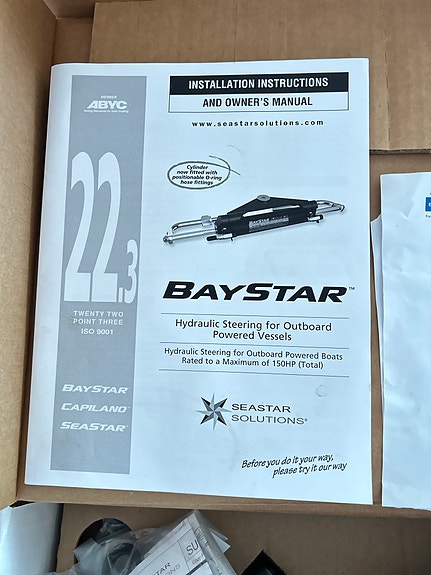 MEMBER
ABYC
INSTALLATION INSTRUCTIONS
AND OWNER'S MANUAL
www.seastarsolutions.com
Cylinder
now fitted with
positionable O-ring
hose fittings
22.3
TWENTY TWO
POINT THREE
ISO 9001
BAYSTAR™
Hydraulic Steering for Outboard
Powered Vessels
Hydraulic Steering for Outboard Powered Boats
Rated to a Maximum of 150HP (Total)
BAYSTAR
CAPILANO
SEASTAR
SEASTAR
SOLUTIONS®
Before you do it your way,
please try it our way